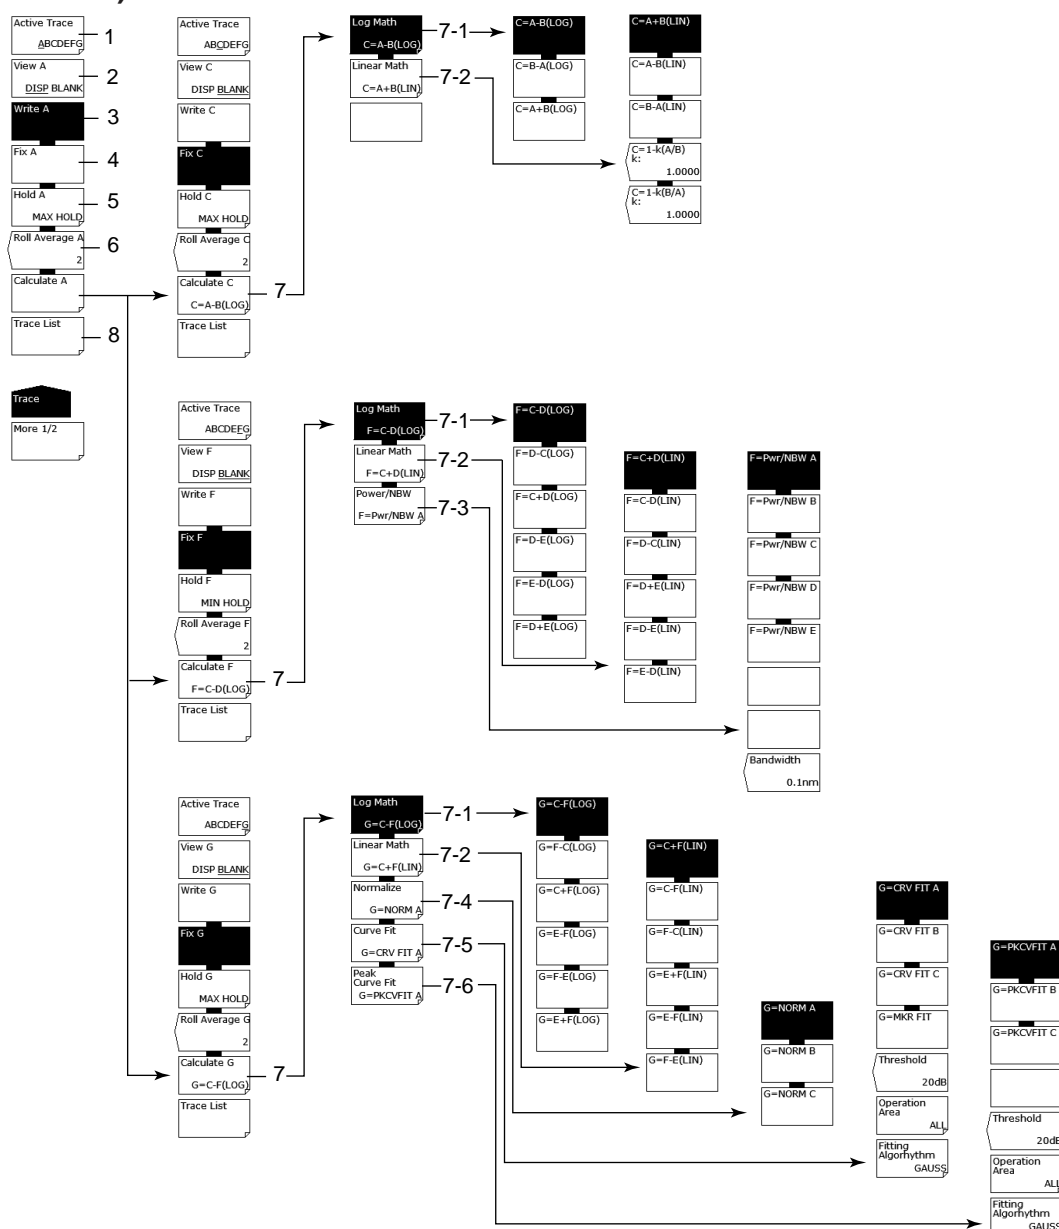 Active Trace
ABCDEFG
1
View A
DISP BLANK
2
Write A
3
Fix A
4
Hold A
MAX HOLD
5
Roll Average A
2
6
Calculate A
Trace List
8
Trace
More 1/2
Active Trace
ABCDEFG
View C
DISP BLANK
Write C
Fix C
Hold C
MAX HOLD
Roll Average C
2
Calculate C
C=A-B(LOG)
7
Trace List
Log Math
C=A-B(LOG)
7-1
Linear Math
C=A+B(LIN)
7-2
C=A-B(LOG)
C=B-A(LOG)
C=A+B(LOG)
C=A+B(LIN)
C=A-B(LIN)
C=B-A(LIN)
C=1-k(A/B)
k:
1.0000
C=1-k(B/A)
k:
1.0000
Active Trace
ABCDEFG
View F
DISP BLANK
Write F
Fix F
Hold F
MIN HOLD
Roll Average F
2
Calculate F
F=C-D(LOG)
7
Trace List
Log Math
F=C-D(LOG)
7-1
Linear Math
F=C+D(LIN)
7-2
Power/NBW
F=Pwr/NBW A
7-3
F=C-D(LOG)
F=D-C(LOG)
F=C+D(LOG)
F=D-E(LOG)
F=E-D(LOG)
F=D+E(LOG)
F=C+D(LIN)
F=C-D(LIN)
F=D-C(LIN)
F=D+E(LIN)
F=D-E(LIN)
F=E-D(LIN)
F=Pwr/NBW A
F=Pwr/NBW B
F=Pwr/NBW C
F=Pwr/NBW D
F=Pwr/NBW E
Bandwidth
0.1nm
Active Trace
ABCDEFG
View G
DISP BLANK
Write G
Fix G
Hold G
MAX HOLD
Roll Average G
2
Calculate G
G=C-F(LOG)
7
Trace List
Log Math
G=C-F(LOG)
7-1
Linear Math
G=C+F(LIN)
7-2
Normalize
G=NORM A
7-4
Curve Fit
G=CRV FIT A
7-5
Peak
Curve Fit
G=PKCVFIT A
7-6
G=C-F(LOG)
G=F-C(LOG)
G=C+F(LOG)
G=E-F(LOG)
G=F-E(LOG)
G=E+F(LOG)
G=C+F(LIN)
G=C-F(LIN)
G=F-C(LIN)
G=E+F(LIN)
G=E-F(LIN)
G=F-E(LIN)
G=NORM A
G=NORM B
G=NORM C
G=CRV FIT A
G=CRV FIT B
G=CRV FIT C
G=MKR FIT
Threshold
20dB
Operation
Area
ALL
Fitting
Algorhythm
GAUSS
G=PKCVFIT A
G=PKCVFIT B
G=PKCVFIT C
Threshold
20dB
Operation
Area
ALL
Fitting
Algorhythm
GAUSS